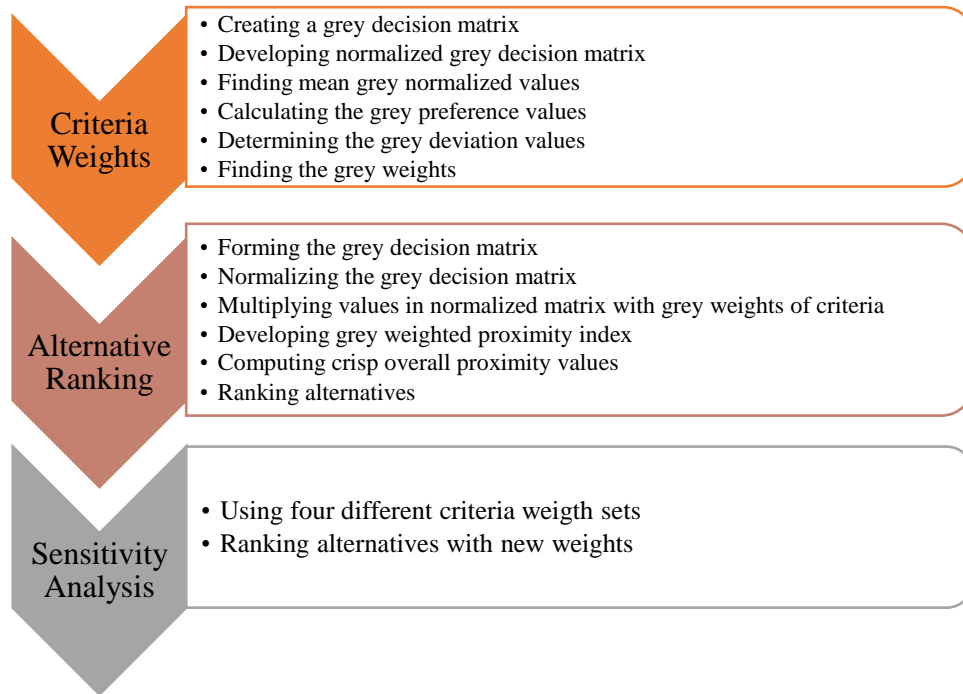 Criteria
Weights
• Creating a grey decision matrix
• Developing normalized grey decision matrix
• Finding mean grey normalized values
• Calculating the grey preference values
• Determining the grey deviation values
• Finding the grey weights
Alternative
Ranking
• Forming the grey decision matrix
• Normalizing the grey decision matrix
• Multiplying values in normalized matrix with grey weights of criteria
• Developing grey weighted proximity index
• Computing crisp overall proximity values
• Ranking alternatives
Sensitivity
Analysis
• Using four different criteria weigth sets
• Ranking alternatives with new weights